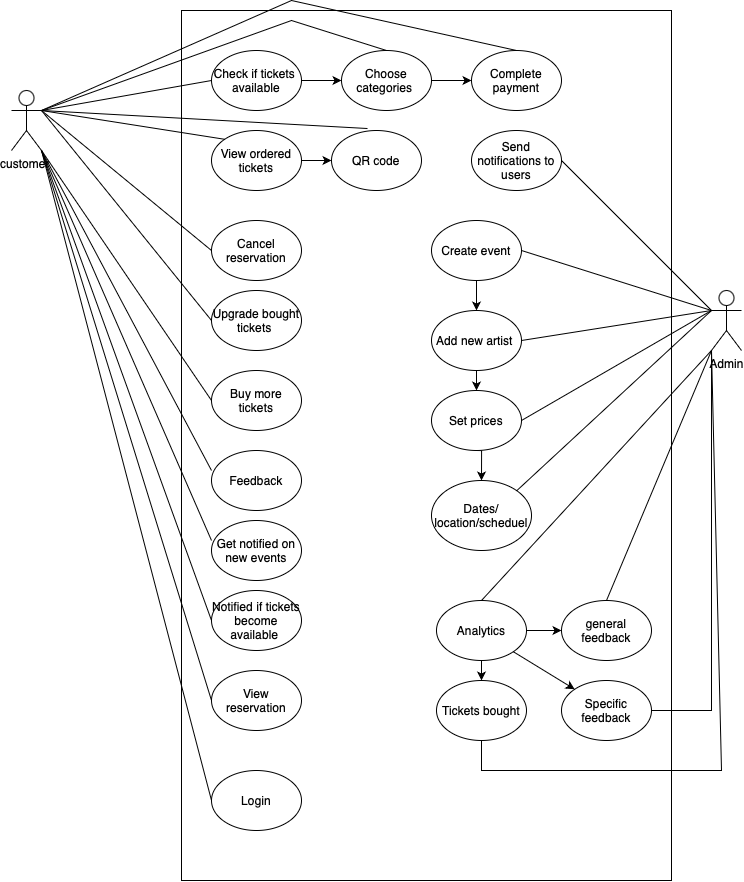 Check if tickets
available
Choose
categories
Complete
payment
customer
View ordered
tickets
QR code
Send
notifications to
users
Cancel
reservation
Create event
Upgrade bought
tickets
Add new artist
Admin
Buy more
tickets
Set prices
Feedback
Dates/
location/scheduel
Get notified on
new events
Notified if tickets
become
available
Analytics
general
feedback
View
reservation
Tickets bought
Specific
feedback
Login